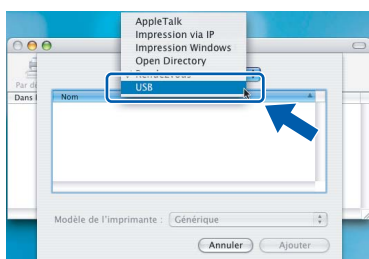 AppleTalk
Impression via IP
Impression Windows
Open Directory
Rendezvous
USB
Par dé
Dans l
Nom
Modèle de l'imprimante : Générique
Annuler
Ajouter